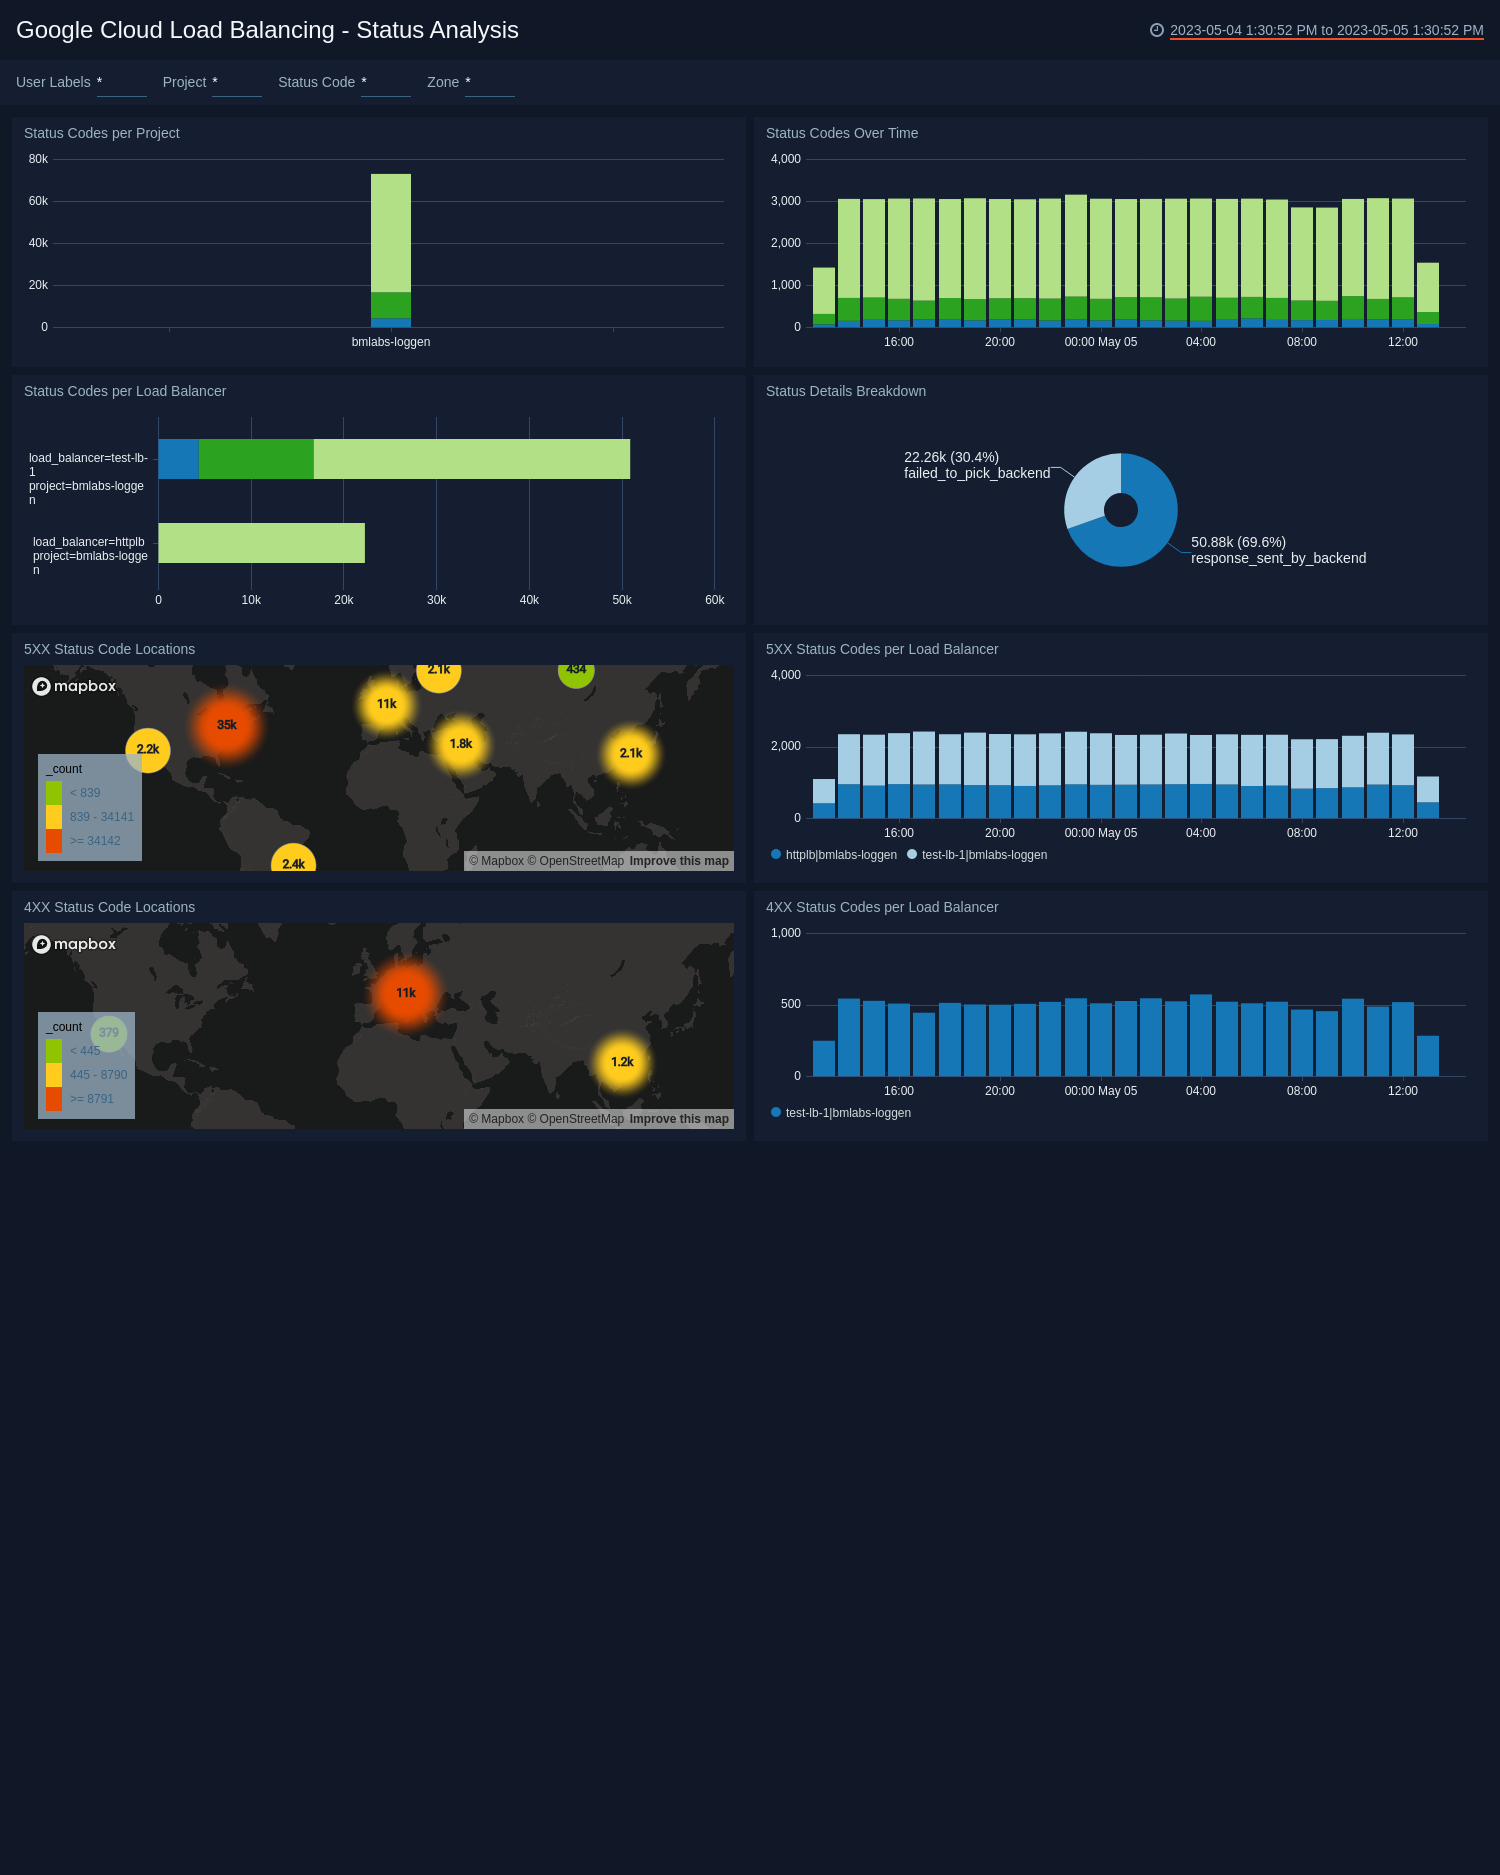 Google Cloud Load Balancing - Status Analysis
2023-05-04 1:30:52 PM to 2023-05-05 1:30:52 PM
User Labels *
Project *
Status Code *
Zone *
Status Codes per Project
80k
60k
40k
20k
0
bmlabs-loggen
Status Codes Over Time
4,000
3,000
2,000
1,000
0
16:00
20:00
00:00 May 05
04:00
08:00
12:00
Status Codes per Load Balancer
load_balancer=test-lb-
1
project=bmlabs-logge
n
load_balancer=httplb
project=bmlabs-logge
n
0
10k
20k
30k
40k
50k
60k
Status Details Breakdown
22.26k (30.4%)
failed_to_pick_backend
50.88k (69.6%)
response_sent_by_backend
5XX Status Code Locations
mapbox
2.1k
434
11k
35k
1.8k
2.2k
2.1k
2.4k
_count
< 839
839 - 34141
>= 34142
© Mapbox © OpenStreetMap Improve this map
5XX Status Codes per Load Balancer
4,000
2,000
0
16:00
20:00
00:00 May 05
04:00
08:00
12:00
httplb|bmlabs-loggen
test-lb-1|bmlabs-loggen
4XX Status Code Locations
mapbox
11k
379
1.2k
_count
< 445
445 - 8790
>= 8791
© Mapbox © OpenStreetMap Improve this map
4XX Status Codes per Load Balancer
1,000
500
0
16:00
20:00
00:00 May 05
04:00
08:00
12:00
test-lb-1|bmlabs-loggen